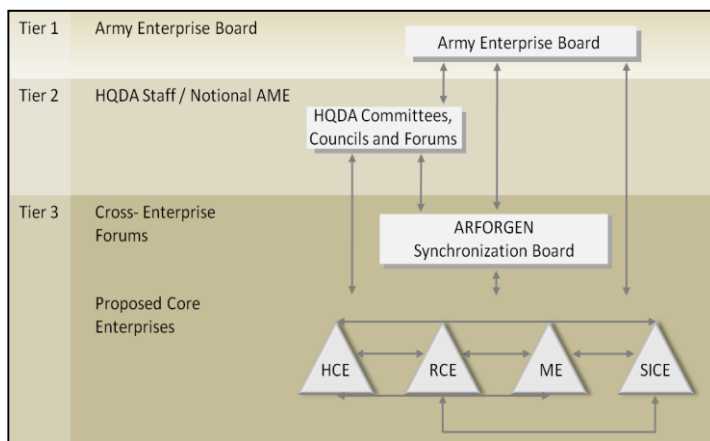 Tier 1
Army Enterprise Board
Army Enterprise Board
Tier 2
HQDA Staff / Notional AME
HQDA Committees,
Councils and Forums
Tier 3
Cross- Enterprise
Forums
ARFORGEN
Synchronization Board
Proposed Core
Enterprises
HCE
RCE
ME
SICE